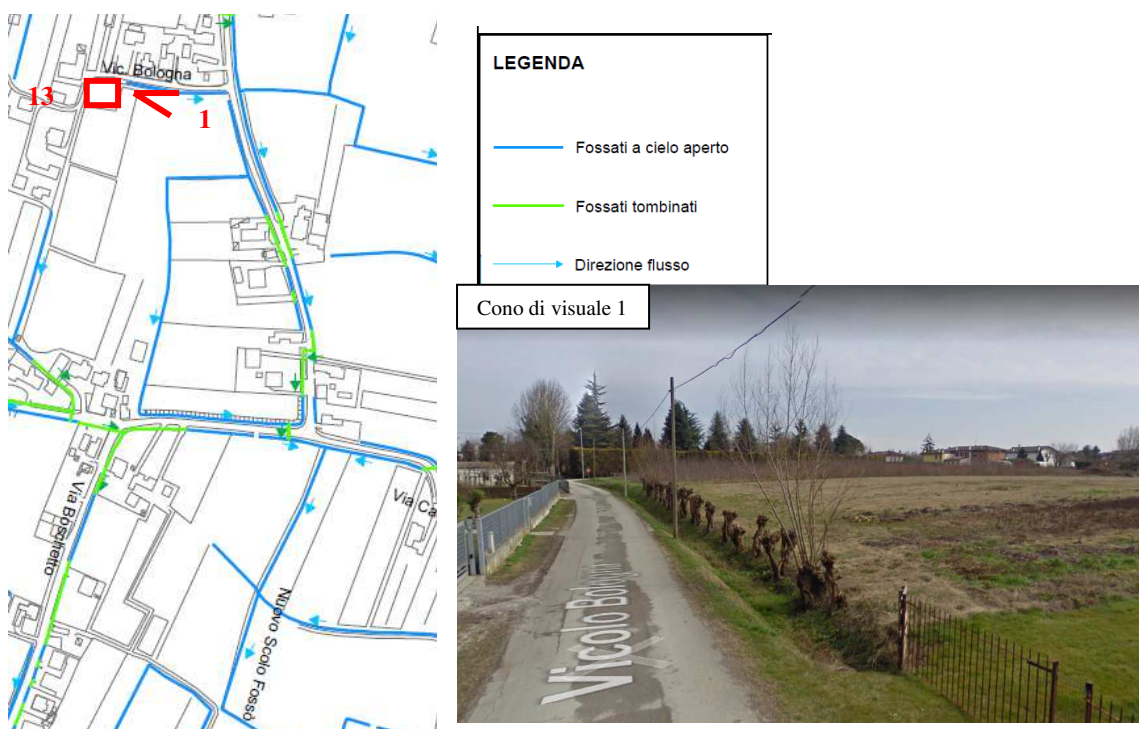 Vic. Bologna
13
1
Via Boschetto
Via Ca
Nuovo Scolo Fossò
LEGENDA
Fossati a cielo aperto
Fossati tombinati
Direzione flusso
Cono di visuale 1
Vicolo Bologna